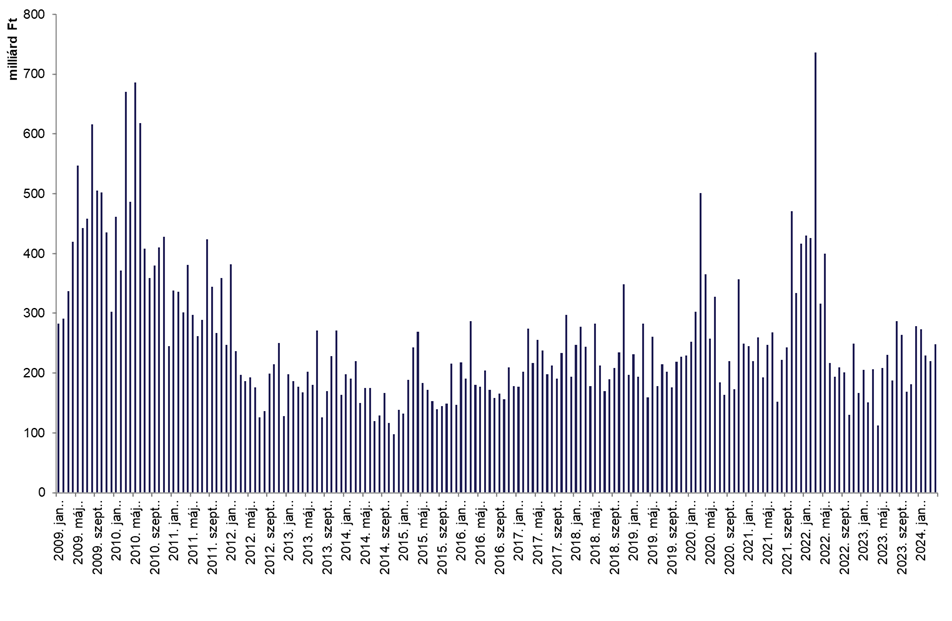 milliárd Ft
800
700
600
500
400
300
200
100
0
2009. jan..
2009. máj..
2009. szept..
2010. jan..
2010. máj..
2010. szept..
2011. jan..
2011. máj..
2011. szept..
2012. jan..
2012. máj..
2012. szept..
2013. jan..
2013. máj..
2013. szept..
2014. jan..
2014. máj..
2014. szept..
2015. jan..
2015. máj..
2015. szept..
2016. jan..
2016. máj..
2016. szept..
2017. jan..
2017. máj..
2017. szept..
2018. jan..
2018. máj..
2018. szept..
2019. jan..
2019. máj..
2019. szept..
2020. jan..
2020. máj..
2020. szept..
2021. jan..
2021. máj..
2021. szept..
2022. jan..
2022. máj..
2022. szept..
2023. jan..
2023. máj..
2023. szept..
2024. jan..